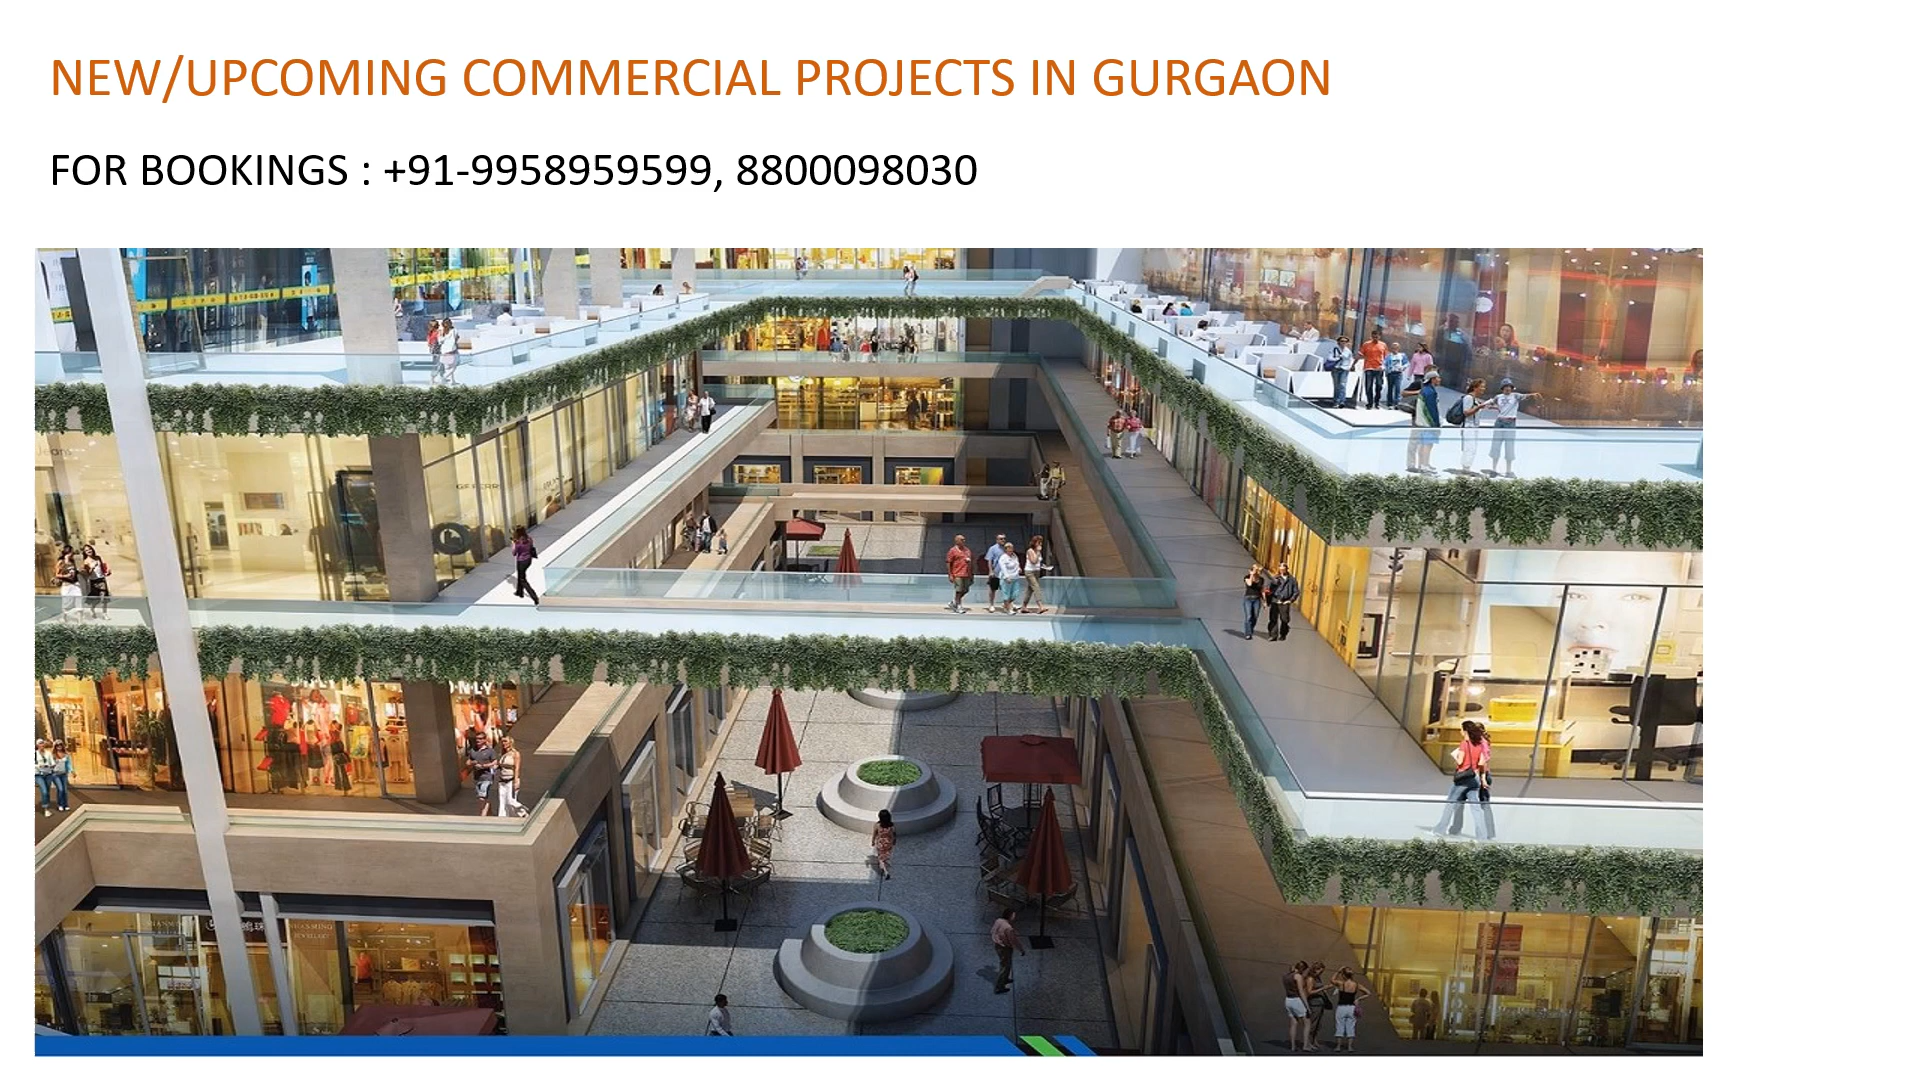 NEW/UPCOMING COMMERCIAL PROJECTS IN GURGAON
FOR BOOKINGS : +91-9958959599, 8800098030